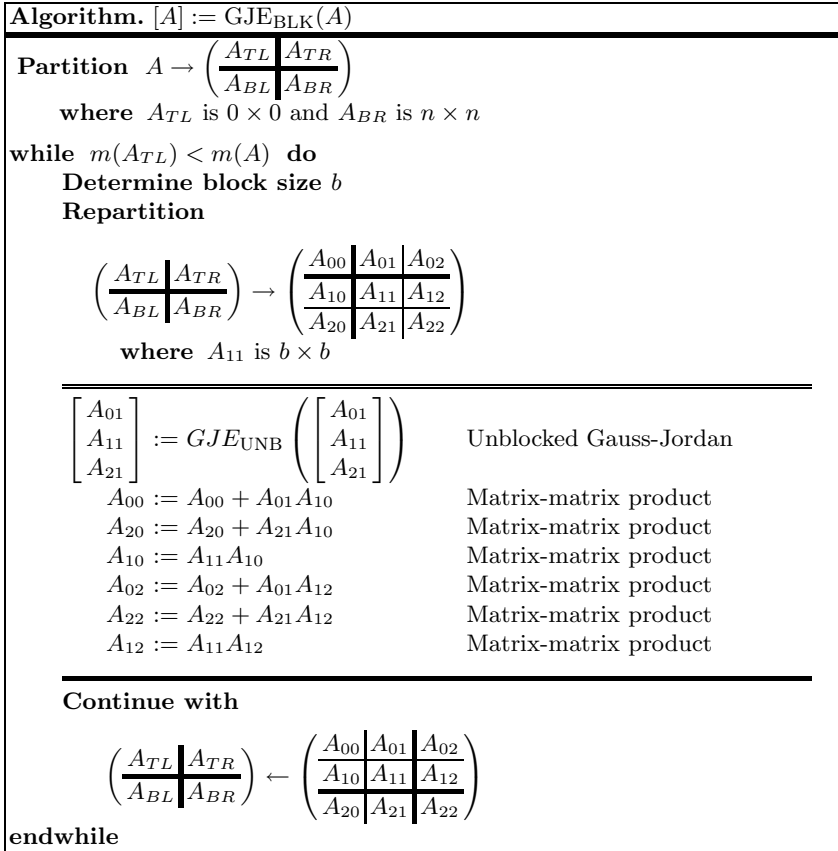 Algorithm. [A] := GJE_BLK(A)
Partition A → ( A_TL A_TR
A_BL A_BR )
where A_TL is 0 × 0 and A_BR is n × n
while m(A_TL) < m(A) do
Determine block size b
Repartition
( A_TL A_TR
A_BL A_BR ) → ( A_00 A_01 A_02
A_10 A_11 A_12
A_20 A_21 A_22 )
where A_11 is b × b
[ A_01
A_11
A_21 ] := GJE_UNB ( [ A_01
A_11
A_21 ] ) Unblocked Gauss-Jordan
A_00 := A_00 + A_01A_10 Matrix-matrix product
A_20 := A_20 + A_21A_10 Matrix-matrix product
A_10 := A_11A_10 Matrix-matrix product
A_02 := A_02 + A_01A_12 Matrix-matrix product
A_22 := A_22 + A_21A_12 Matrix-matrix product
A_12 := A_11A_12 Matrix-matrix product
Continue with
( A_TL A_TR
A_BL A_BR ) ← ( A_00 A_01 A_02
A_10 A_11 A_12
A_20 A_21 A_22 )
endwhile